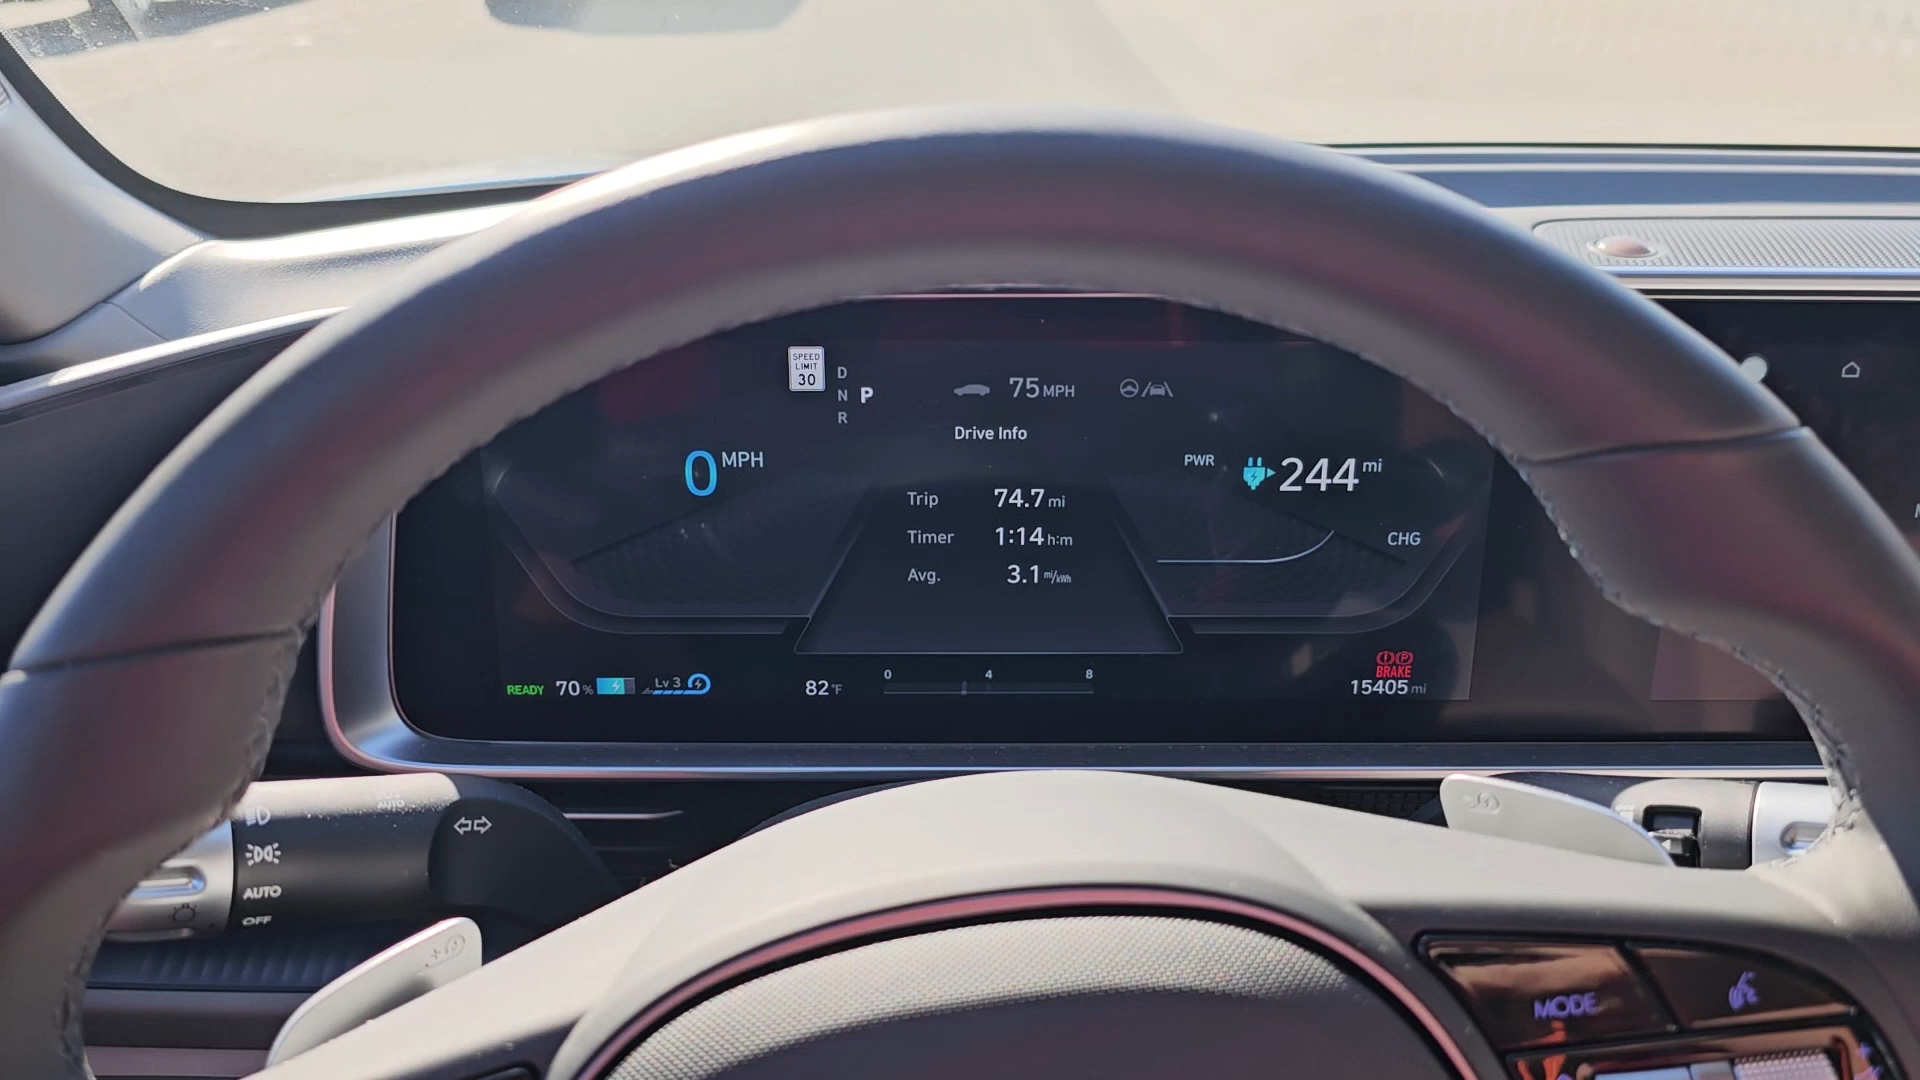 SPEED
LIMIT
30
D
N P
R
75 MPH
Drive Info
0 MPH
PWR
244 mi
Trip 74.7 mi
Timer 1:14 h:m
Avg. 3.1 mi/kWh
CHG
READY 70 % Lv 3
82 °F
0 4 8
BRAKE
15405 mi
AUTO
AUTO
OFF
MODE